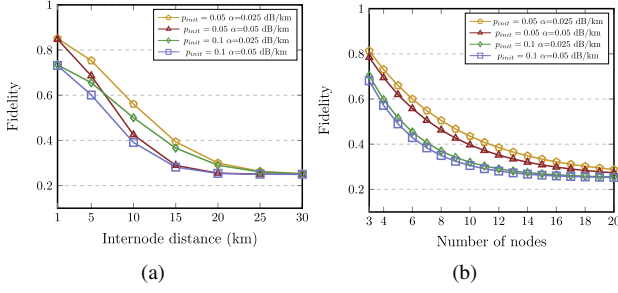 p_init = 0.05 α=0.025 dB/km
p_init = 0.05 α=0.05 dB/km
p_init = 0.1 α=0.025 dB/km
p_init = 0.1 α=0.05 dB/km
1
0.8
0.6
0.4
0.2
Fidelity
1 5 10 15 20 25 30
Internode distance (km)
(a)
p_init = 0.05 α=0.025 dB/km
p_init = 0.05 α=0.05 dB/km
p_init = 0.1 α=0.025 dB/km
p_init = 0.1 α=0.05 dB/km
1
0.8
0.6
0.4
0.2
Fidelity
3 4 6 8 10 12 14 16 18 20
Number of nodes
(b)